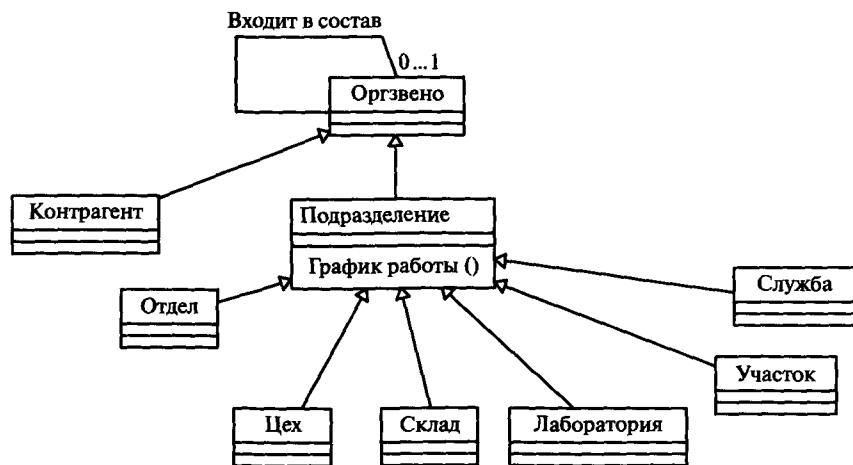 Входит в состав
0...1
Оргзвено
Контрагент
Подразделение
График работы ()
Отдел
Служба
Участок
Цех
Склад
Лаборатория